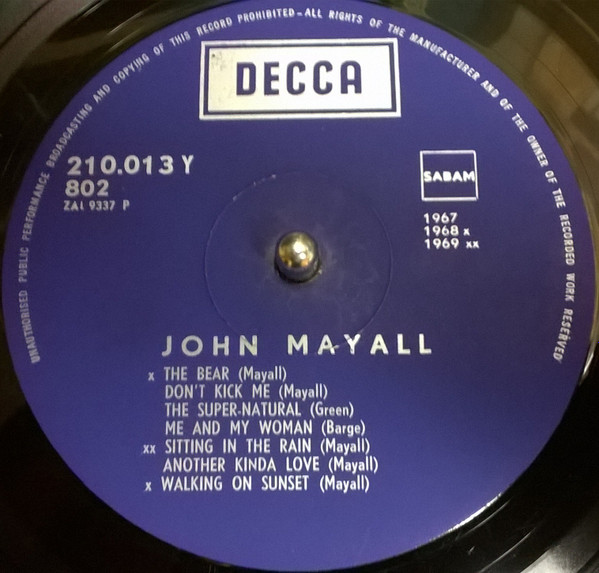 UNAUTHORISED PUBLIC PERFORMANCE BROADCASTING AND COPYING OF THIS RECORD PROHIBITED-ALL RIGHTS OF THE MANUFACTURER AND OF THE OWNER OF THE RECORDED WORK RESERVED
DECCA
210.013 Y
802
ZAL 9337 P
SABAM
1967
1968 x
1969 xx
JOHN MAYALL
x THE BEAR (Mayall)
DON'T KICK ME (Mayall)
THE SUPER-NATURAL (Green)
ME AND MY WOMAN (Barge)
xx SITTING IN THE RAIN (Mayall)
ANOTHER KINDA LOVE (Mayall)
x WALKING ON SUNSET (Mayall)